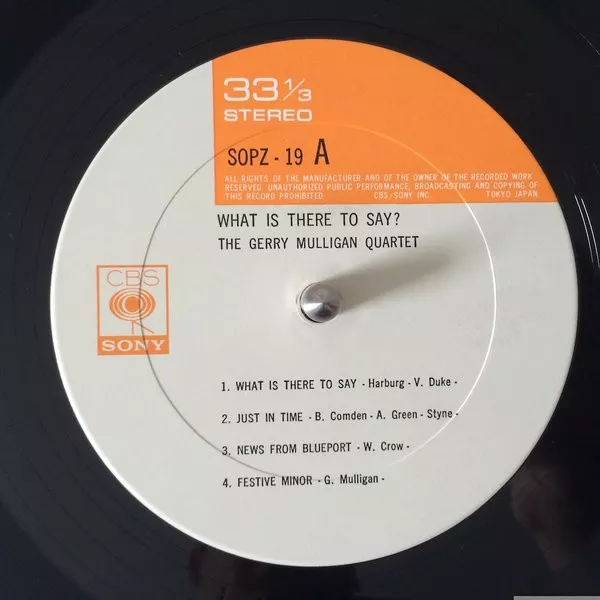 33 1/3
STEREO
SOPZ - 19 A
ALL RIGHTS OF THE MANUFACTURER AND OF THE OWNER OF THE RECORDED WORK
RESERVED. UNAUTHORIZED PUBLIC PERFORMANCE, BROADCASTING AND COPYING OF
THIS RECORD PROHIBITED CBS/SONY INC. TOKYO JAPAN
WHAT IS THERE TO SAY?
THE GERRY MULLIGAN QUARTET
CBS
SONY
1. WHAT IS THERE TO SAY - Harburg - V. Duke -
2. JUST IN TIME - B. Comden - A. Green - Styne -
3. NEWS FROM BLUEPORT - W. Crow -
4. FESTIVE MINOR - G. Mulligan -